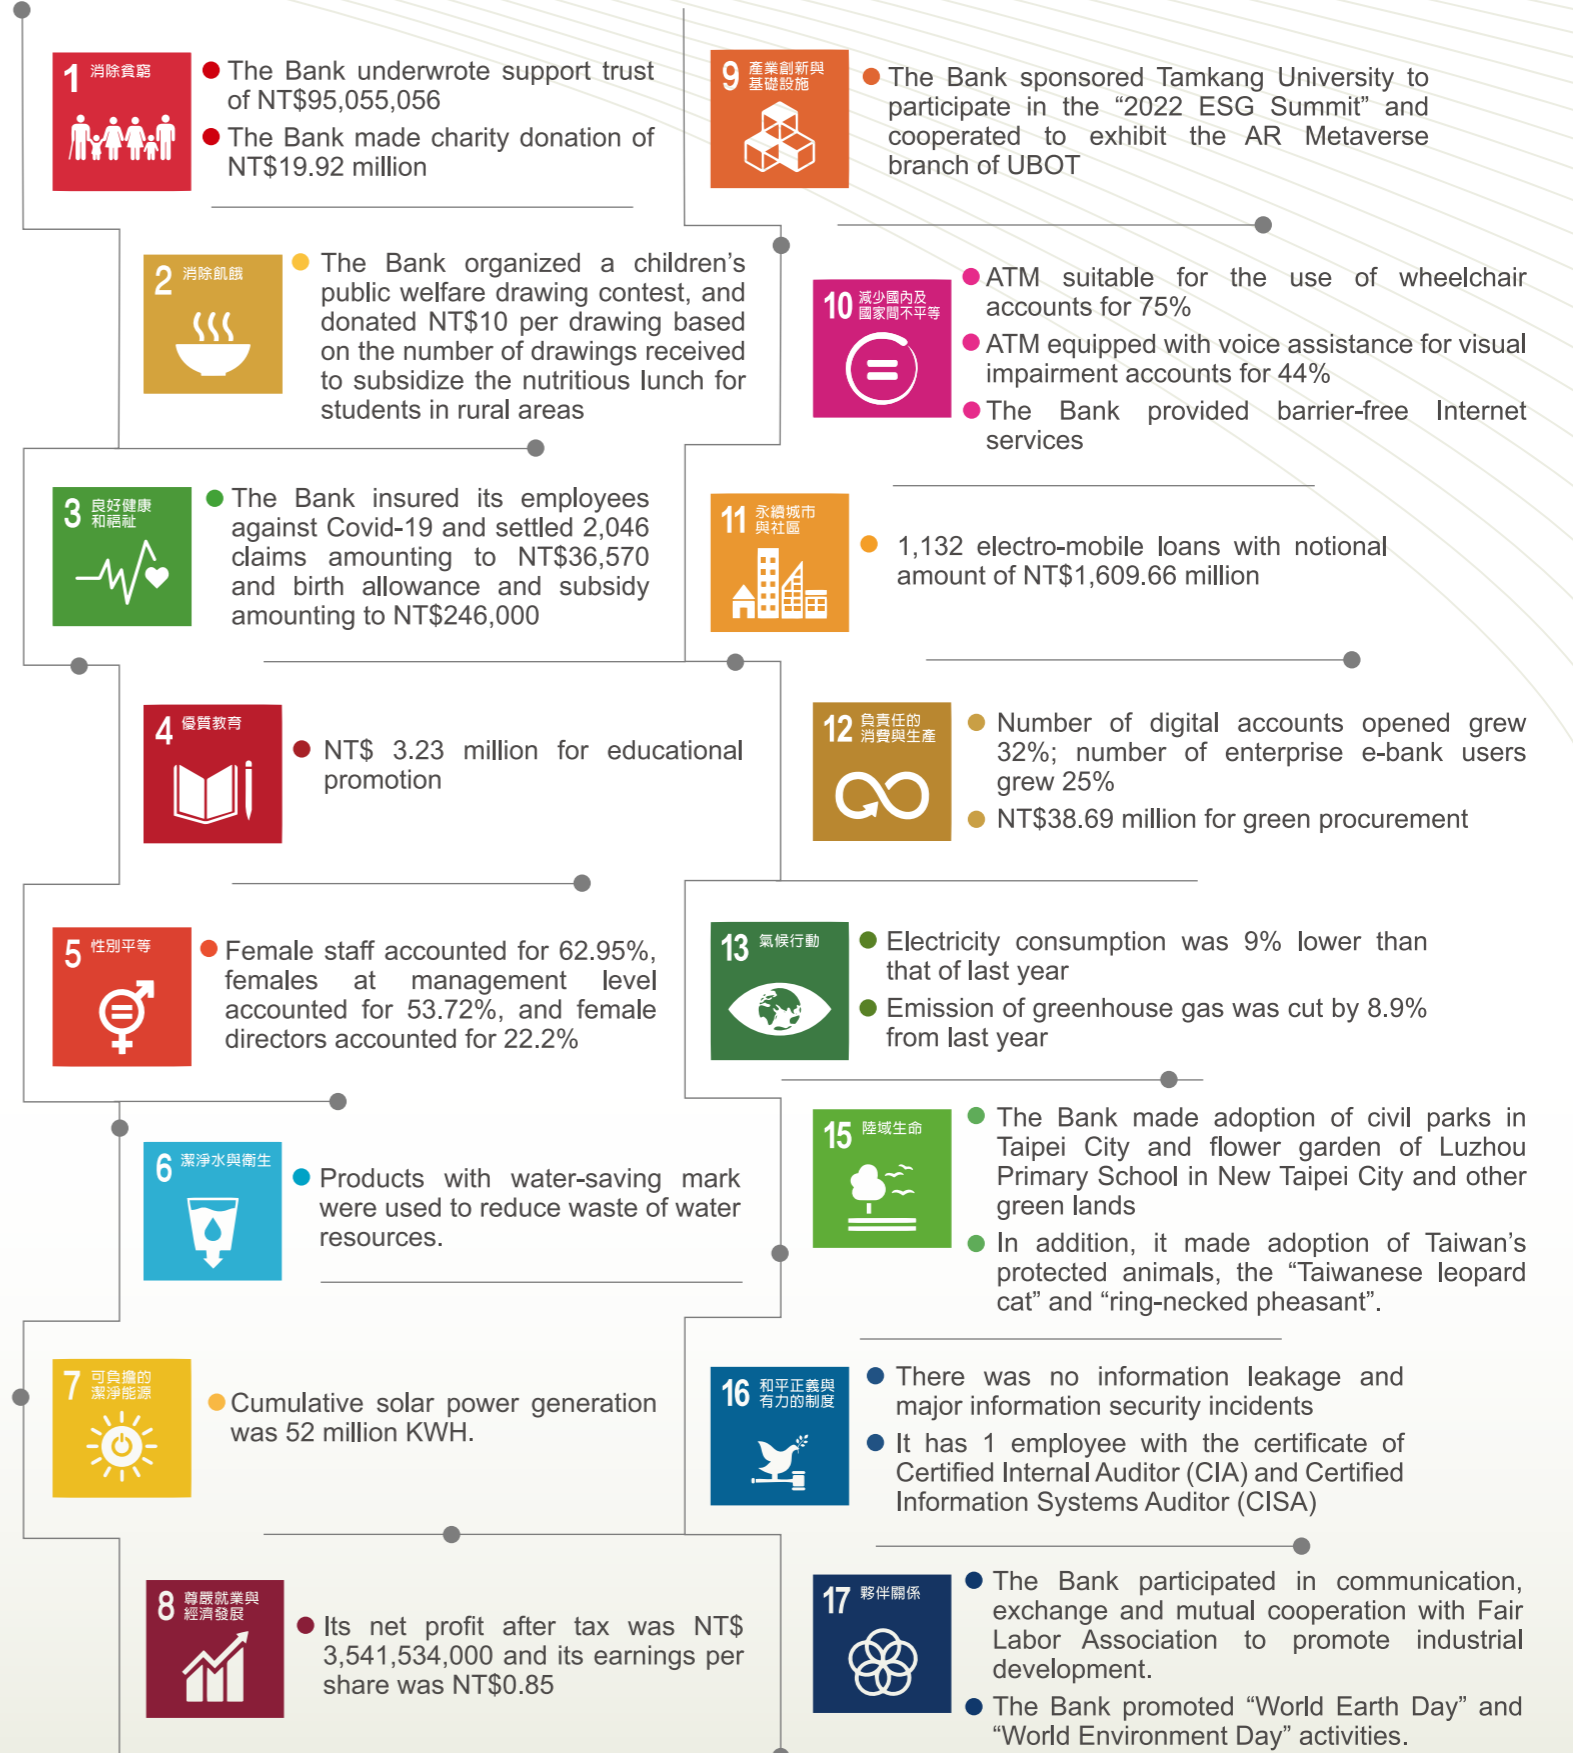 1 消除貧窮
The Bank underwrote support trust
of NT$95,055,056
The Bank made charity donation of
NT$19.92 million
2 消除飢餓
The Bank organized a children's
public welfare drawing contest, and
donated NT$10 per drawing based
on the number of drawings received
to subsidize the nutritious lunch for
students in rural areas
3 良好健康
和福祉
The Bank insured its employees
against Covid-19 and settled 2,046
claims amounting to NT$36,570
and birth allowance and subsidy
amounting to NT$246,000
4 優質教育
NT$ 3.23 million for educational
promotion
5 性別平等
Female staff accounted for 62.95%,
females at management level
accounted for 53.72%, and female
directors accounted for 22.2%
6 潔淨水與衛生
Products with water-saving mark
were used to reduce waste of water
resources.
7 可負擔的
潔淨能源
Cumulative solar power generation
was 52 million KWH.
8 尊嚴就業與
經濟發展
Its net profit after tax was NT$
3,541,534,000 and its earnings per
share was NT$0.85
9 產業創新與
基礎設施
The Bank sponsored Tamkang University to
participate in the “2022 ESG Summit” and
cooperated to exhibit the AR Metaverse
branch of UBOT
10 減少國內及
國家間不平等
ATM suitable for the use of wheelchair
accounts for 75%
ATM equipped with voice assistance for visual
impairment accounts for 44%
The Bank provided barrier-free Internet
services
11 永續城市
與社區
1,132 electro-mobile loans with notional
amount of NT$1,609.66 million
12 負責任的
消費與生產
Number of digital accounts opened grew
32%; number of enterprise e-bank users
grew 25%
NT$38.69 million for green procurement
13 氣候行動
Electricity consumption was 9% lower than
that of last year
Emission of greenhouse gas was cut by 8.9%
from last year
15 陸域生命
The Bank made adoption of civil parks in
Taipei City and flower garden of Luzhou
Primary School in New Taipei City and other
green lands
In addition, it made adoption of Taiwan's
protected animals, the “Taiwanese leopard
cat” and “ring-necked pheasant”.
16 和平正義與
有力的制度
There was no information leakage and
major information security incidents
It has 1 employee with the certificate of
Certified Internal Auditor (CIA) and Certified
Information Systems Auditor (CISA)
17 夥伴關係
The Bank participated in communication,
exchange and mutual cooperation with Fair
Labor Association to promote industrial
development.
The Bank promoted “World Earth Day” and
“World Environment Day” activities.